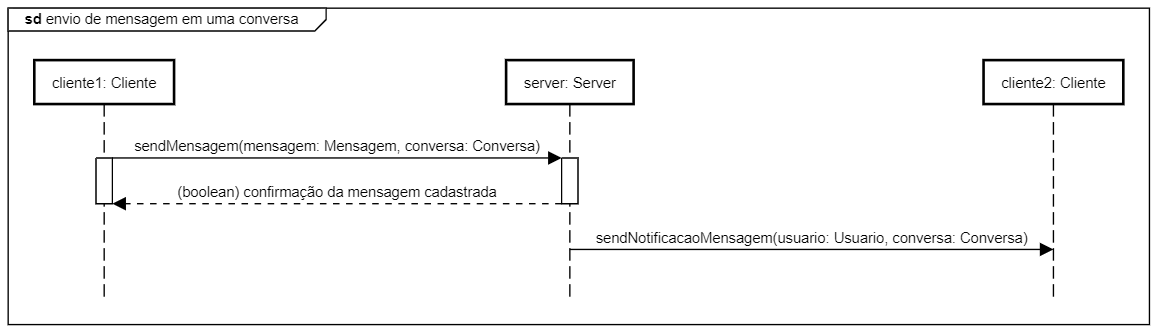 sd envio de mensagem em uma conversa
cliente1: Cliente
server: Server
cliente2: Cliente
sendMensagem(mensagem: Mensagem, conversa: Conversa)
(boolean) confirmação da mensagem cadastrada
sendNotificacaoMensagem(usuario: Usuario, conversa: Conversa)